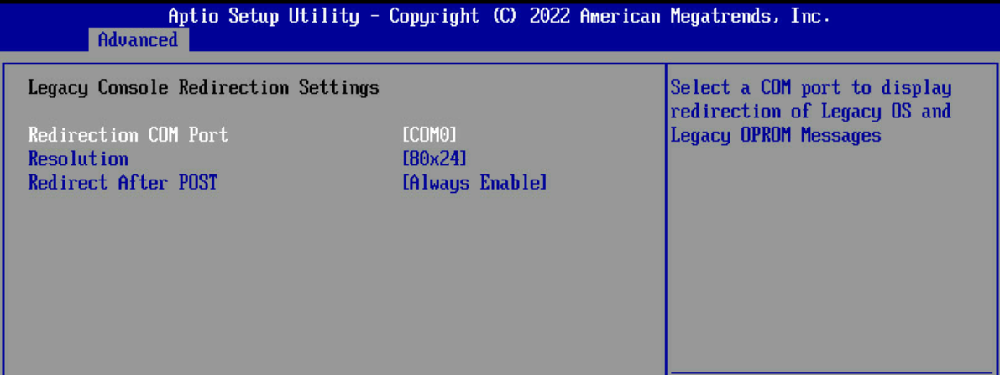 Aptio Setup Utility - Copyright (C) 2022 American Megatrends, Inc.
Advanced
Legacy Console Redirection Settings
Redirection COM Port [COM0]
Resolution [80x24]
Redirect After POST [Always Enable]
Select a COM port to display
redirection of Legacy OS and
Legacy OPROM Messages